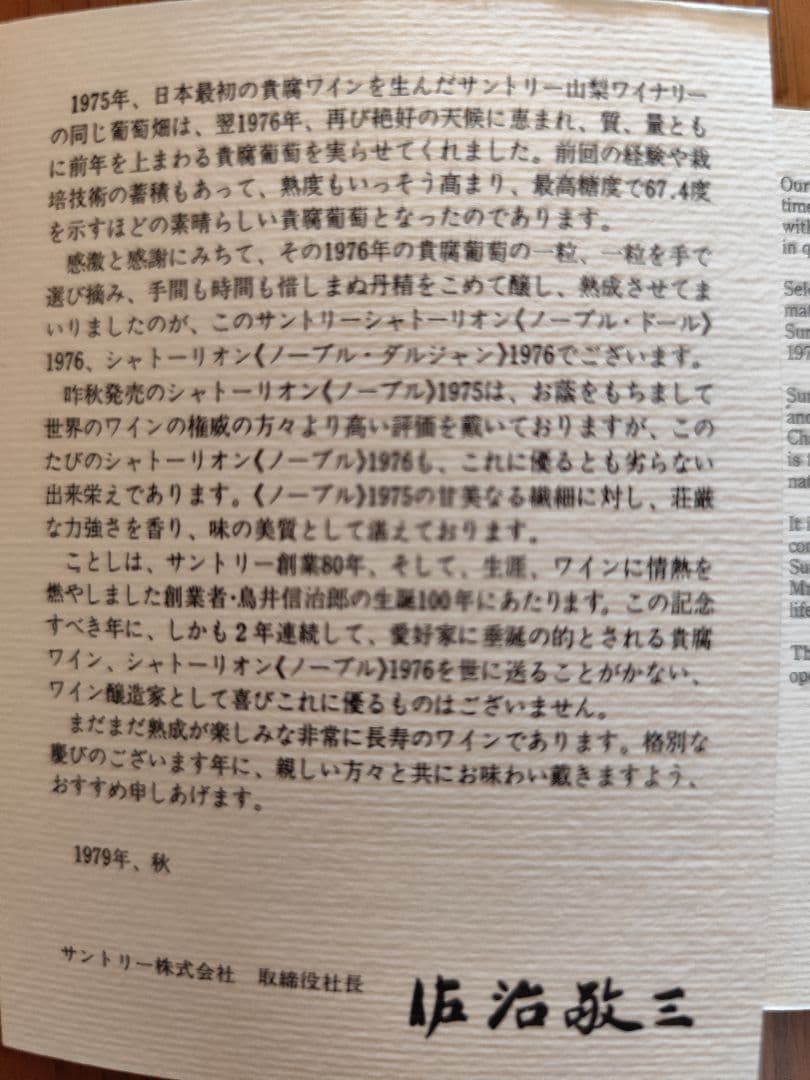 1975年、日本最初の貴腐ワインを生んだサントリー山梨ワイナリー
の同じ葡萄畑は、翌1976年、再び絶好の天候に恵まれ、質、量とも
に前年を上まわる貴腐葡萄を実らせてくれました。前回の経験や栽
培技術の蓄積もあって、熟度もいっそう高まり、最高糖度で67.4度
を示すほどの素晴らしい貴腐葡萄となったのであります。
感激と感謝にみちて、その1976年の貴腐葡萄の一粒、一粒を手で
選び摘み、手間も時間も惜しまぬ丹精をこめて醸し、熟成させてま
いりましたのが、このサントリーシャトーリオン《ノーブル・ドール》
1976、シャトーリオン《ノーブル・ダルジャン》1976でございます。
昨秋発売のシャトーリオン《ノーブル》1975は、お蔭をもちまして
世界のワインの権威の方々より高い評価を戴いておりますが、この
たびのシャトーリオン《ノーブル》1976も、これに優るとも劣らない
出来栄えであります。《ノーブル》1975の甘美なる繊細に対し、荘厳
な力強さを香り、味の美質として湛えております。
ことしは、サントリー創業80年、そして、生涯、ワインに情熱を
燃やしました創業者・鳥井信治郎の生誕100年にあたります。この記念
すべき年に、しかも2年連続して、愛好家に垂誕の的とされる貴腐
ワイン、シャトーリオン《ノーブル》1976を世に送ることがかない、
ワイン醸造家として喜びこれに優るものはございません。
まだまだ熟成が楽しみな非常に長寿のワインであります。格別な
慶びのございます年に、親しい方々と共にお味わい戴きますよう、
おすすめ申しあげます。
1979年、秋
サントリー株式会社 取締役社長
佐治敬三
Our
time
with
in q
Sele
mat
Sur
197
Sun
and
Cha
is
nat
It i
con
Su
Mr
life
Th
ope